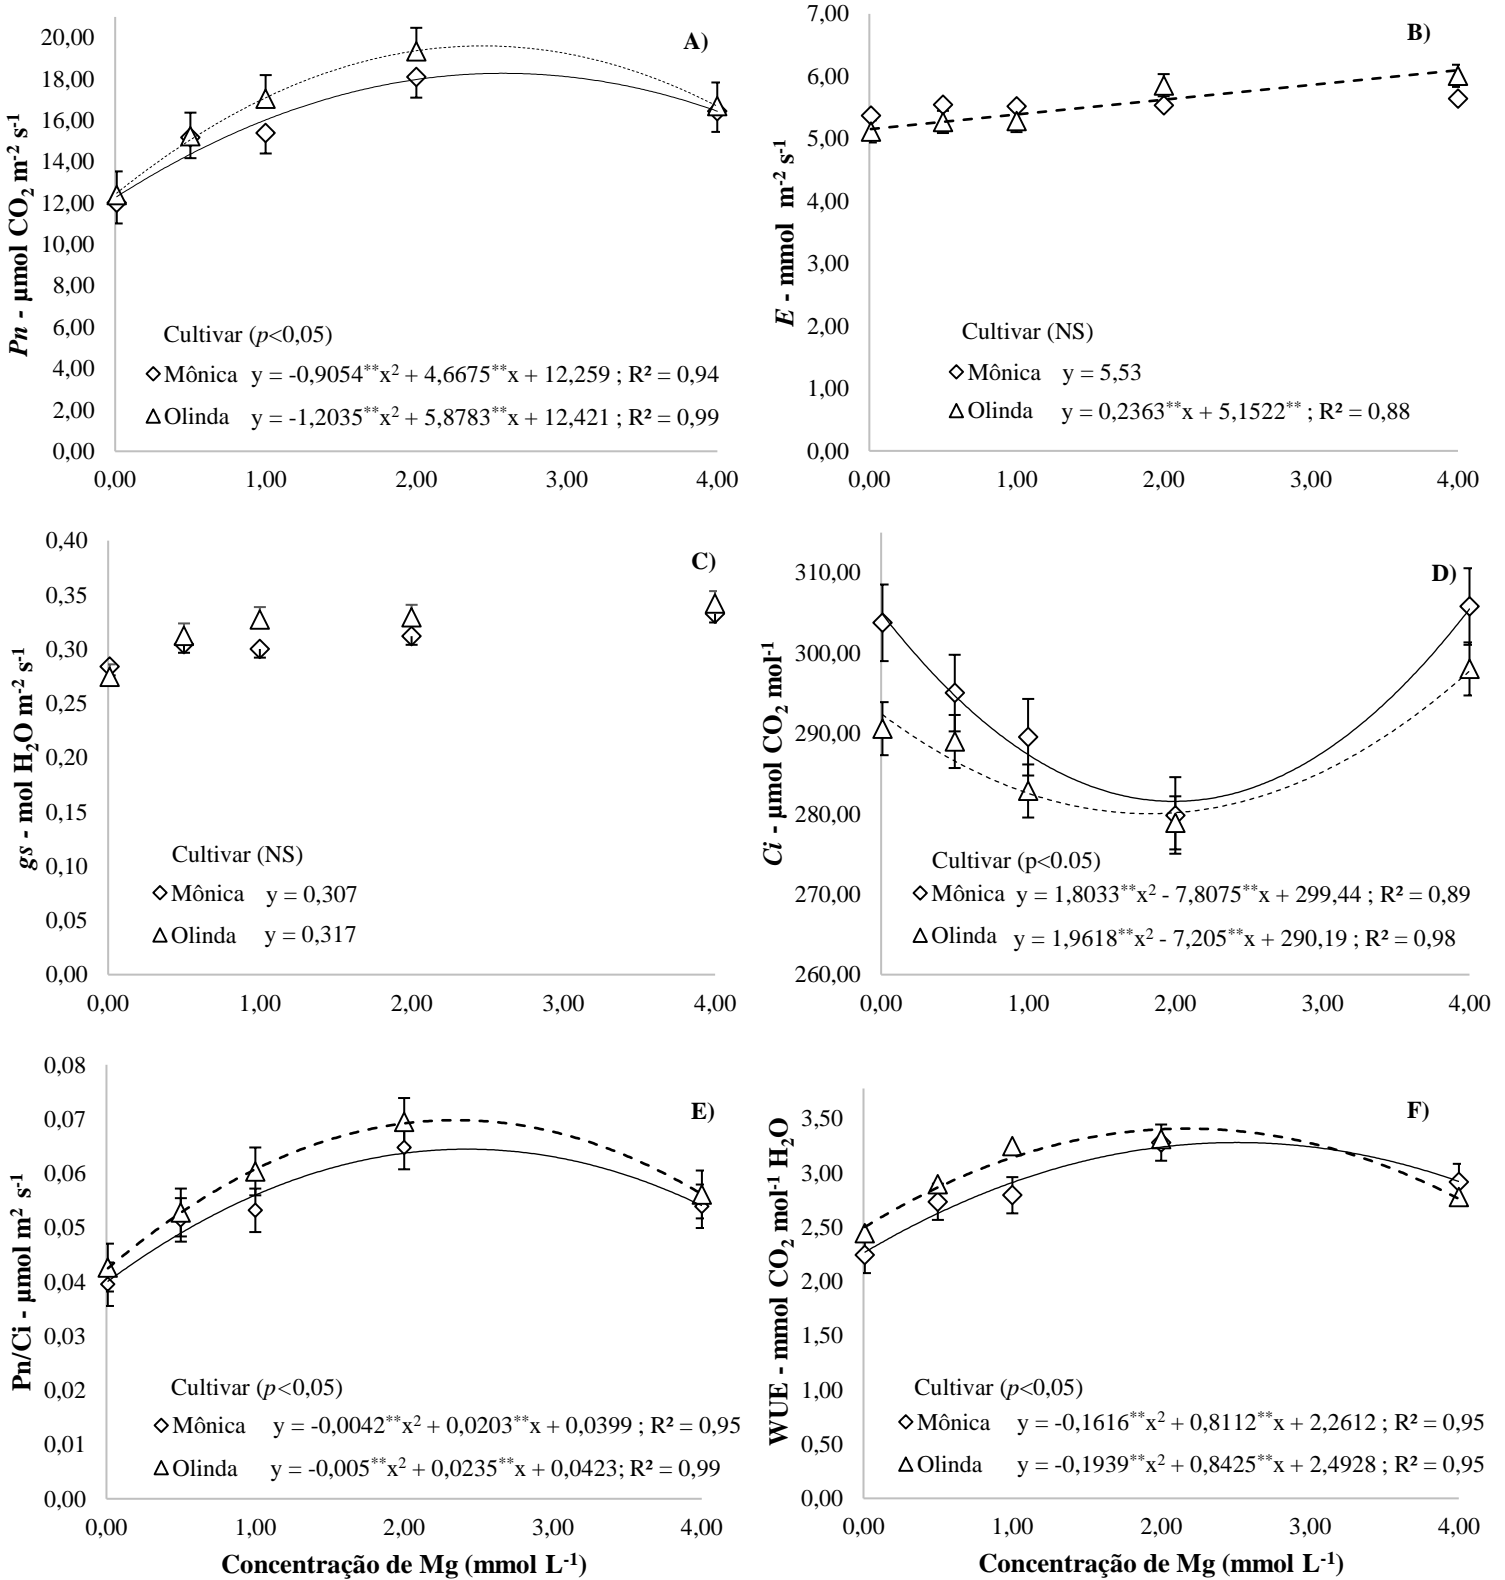 A)
Pn - µmol CO₂ m⁻² s⁻¹
20,00
18,00
16,00
14,00
12,00
10,00
8,00
6,00
4,00
2,00
0,00
Cultivar (p<0,05)
Mônica y = -0,9054**x² + 4,6675**x + 12,259 ; R² = 0,94
Olinda y = -1,2035**x² + 5,8783**x + 12,421 ; R² = 0,99
0,00 1,00 2,00 3,00 4,00
B)
E - mmol m⁻² s⁻¹
7,00
6,00
5,00
4,00
3,00
2,00
1,00
0,00
Cultivar (NS)
Mônica y = 5,53
Olinda y = 0,2363**x + 5,1522** ; R² = 0,88
0,00 1,00 2,00 3,00 4,00
C)
gs - mol H₂O m⁻² s⁻¹
0,40
0,35
0,30
0,25
0,20
0,15
0,10
0,05
0,00
Cultivar (NS)
Mônica y = 0,307
Olinda y = 0,317
0,00 1,00 2,00 3,00 4,00
D)
Ci - µmol CO₂ mol⁻¹
310,00
300,00
290,00
280,00
270,00
260,00
Cultivar (p<0.05)
Mônica y = 1,8033**x² - 7,8075**x + 299,44 ; R² = 0,89
Olinda y = 1,9618**x² - 7,205**x + 290,19 ; R² = 0,98
0,00 1,00 2,00 3,00 4,00
E)
Pn/Ci - µmol m² s⁻¹
0,08
0,07
0,06
0,05
0,04
0,03
0,02
0,01
0,00
Cultivar (p<0,05)
Mônica y = -0,0042**x² + 0,0203**x + 0,0399 ; R² = 0,95
Olinda y = -0,005**x² + 0,0235**x + 0,0423; R² = 0,99
0,00 1,00 2,00 3,00 4,00
Concentração de Mg (mmol L⁻¹)
F)
WUE - mmol CO₂ mol⁻¹ H₂O
3,50
3,00
2,50
2,00
1,50
1,00
0,50
0,00
Cultivar (p<0,05)
Mônica y = -0,1616**x² + 0,8112**x + 2,2612 ; R² = 0,95
Olinda y = -0,1939**x² + 0,8425**x + 2,4928 ; R² = 0,95
0,00 1,00 2,00 3,00 4,00
Concentração de Mg (mmol L⁻¹)